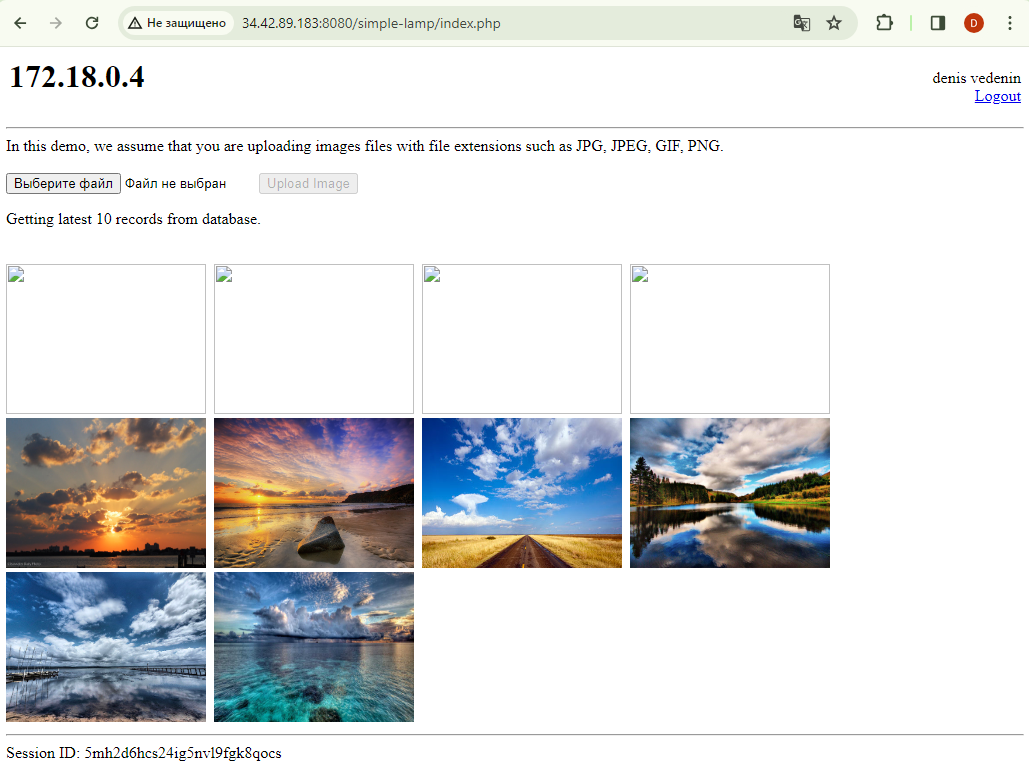 Не защищено
34.42.89.183:8080/simple-lamp/index.php
D
172.18.0.4
denis vedenin
Logout
In this demo, we assume that you are uploading images files with file extensions such as JPG, JPEG, GIF, PNG.
Выберите файл Файл не выбран Upload Image
Getting latest 10 records from database.
Session ID: 5mh2d6hcs24ig5nvl9fgk8qocs